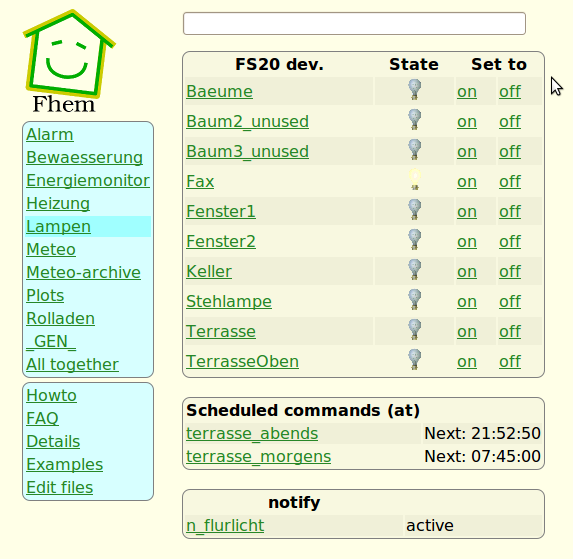 Fhem
Alarm
Bewaesserung
Energiemonitor
Heizung
Lampen
Meteo
Meteo-archive
Plots
Rolladen
_GEN_
All together
Howto
FAQ
Details
Examples
Edit files
FS20 dev. State Set to
Baeume on off
Baum2_unused on off
Baum3_unused on off
Fax on off
Fenster1 on off
Fenster2 on off
Keller on off
Stehlampe on off
Terrasse on off
TerrasseOben on off
Scheduled commands (at)
terrasse_abends Next: 21:52:50
terrasse_morgens Next: 07:45:00
notify
n_flurlicht active